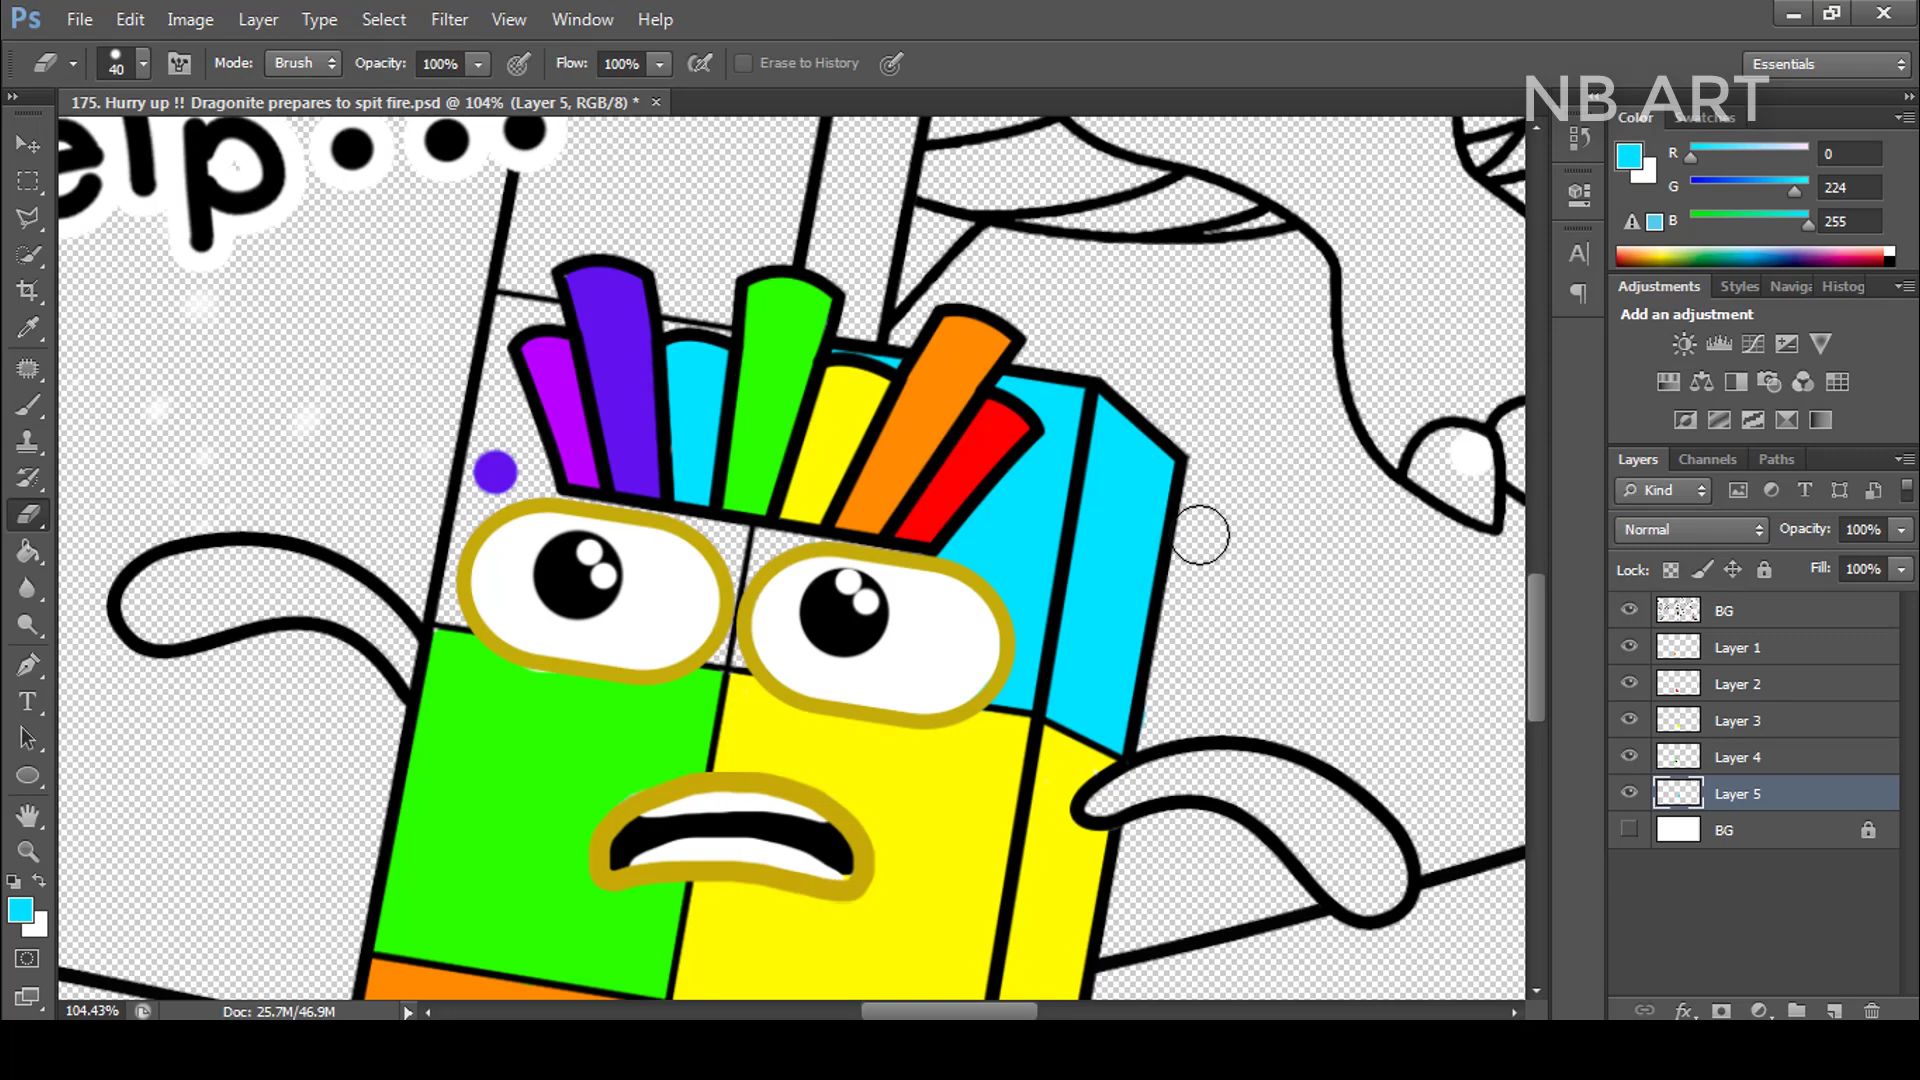 Ps File Edit Image Layer Type Select Filter View Window Help
40 Mode: Brush Opacity: 100% Flow: 100% Erase to History Essentials
NB ART
175. Hurry up !! Dragonite prepares to spit fire.psd @ 104% (Layer 5, RGB/8) * ×
elp...
Color Swatches
R 0
G 224
B 255
Adjustments Styles Naviga Histog
Add an adjustment
Layers Channels Paths
Kind
Normal Opacity: 100%
Lock: Fill: 100%
BG
Layer 1
Layer 2
Layer 3
Layer 4
Layer 5
BG
104.43% Doc: 25.7M/46.9M